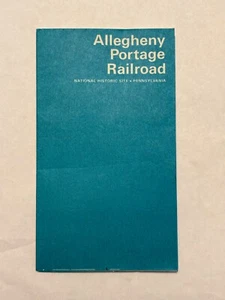 Allegheny
Portage
Railroad
NATIONAL HISTORIC SITE • PENNSYLVANIA